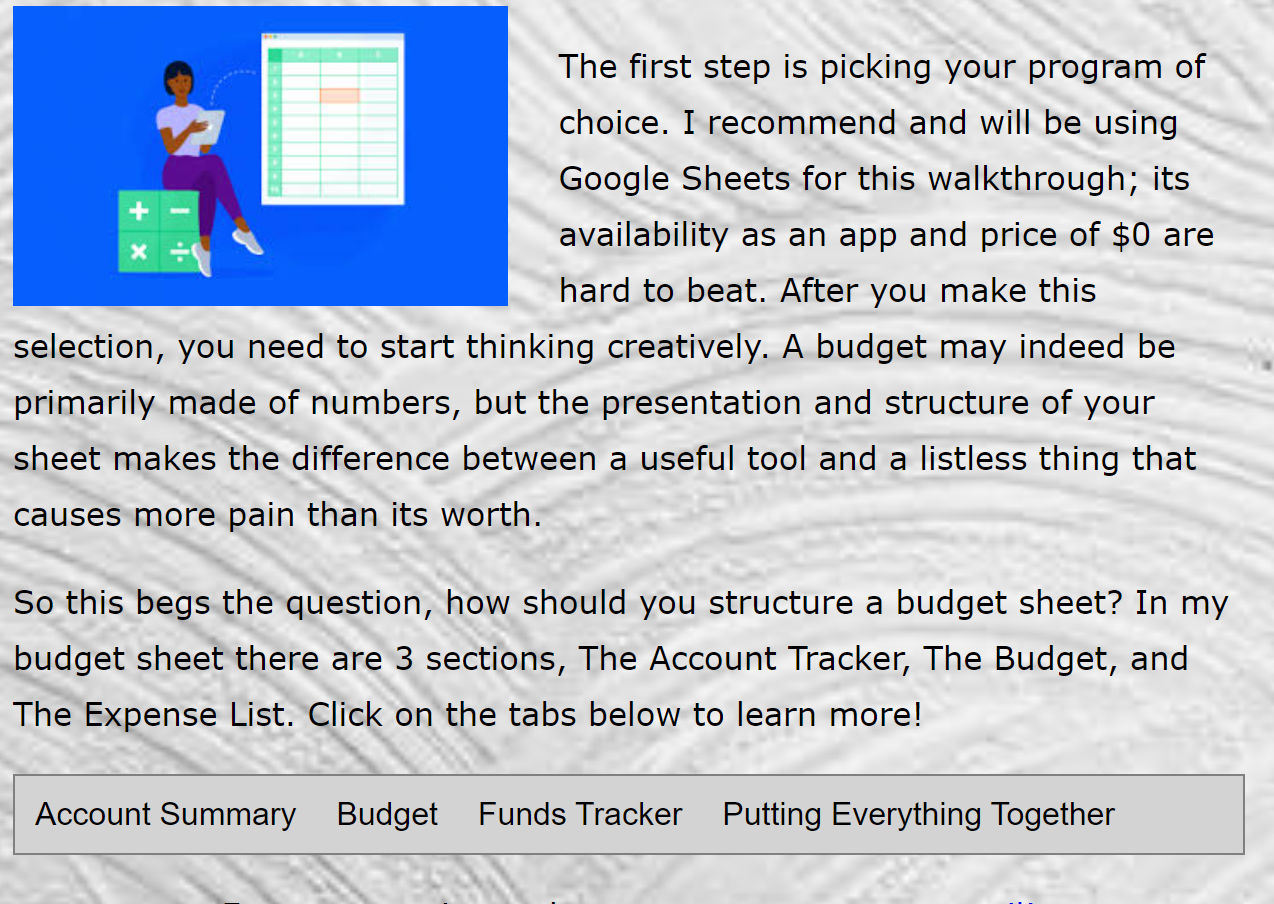 The first step is picking your program of
choice. I recommend and will be using
Google Sheets for this walkthrough; its
availability as an app and price of $0 are
hard to beat. After you make this
selection, you need to start thinking creatively. A budget may indeed be
primarily made of numbers, but the presentation and structure of your
sheet makes the difference between a useful tool and a listless thing that
causes more pain than its worth.
So this begs the question, how should you structure a budget sheet? In my
budget sheet there are 3 sections, The Account Tracker, The Budget, and
The Expense List. Click on the tabs below to learn more!
Account Summary Budget Funds Tracker Putting Everything Together